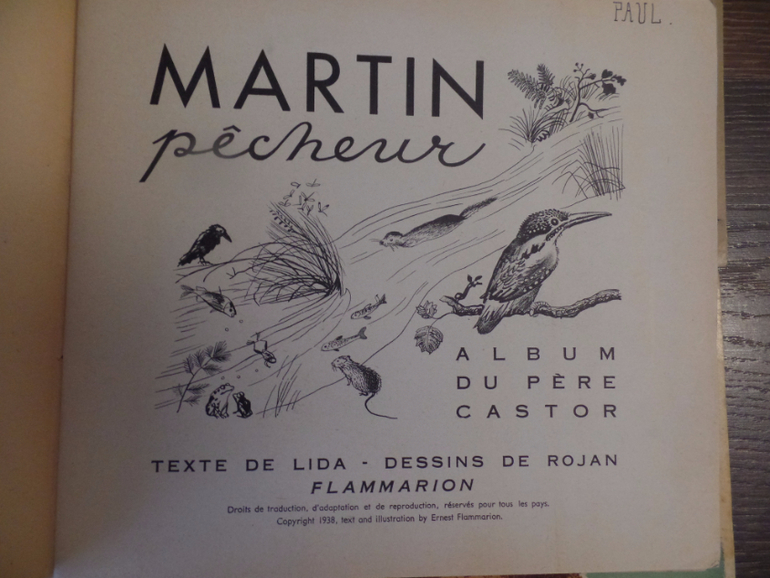 PAUL.
MARTIN
pêcheur
ALBUM
DU PÈRE
CASTOR
TEXTE DE LIDA - DESSINS DE ROJAN
FLAMMARION
Droits de traduction, d'adaptation et de reproduction, réservés pour tous les pays.
Copyright 1938, text and illustration by Ernest Flammarion.